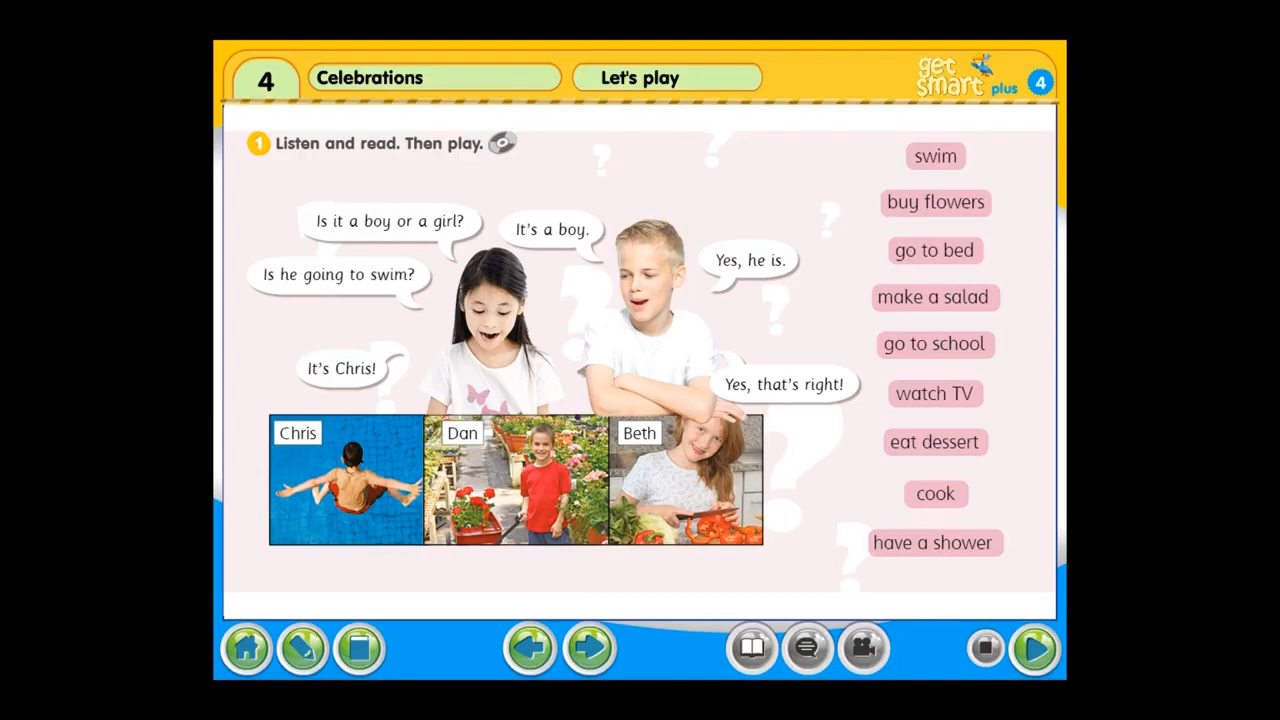 4
Celebrations
Let's play
get
smart plus
4
1 Listen and read. Then play.
Is it a boy or a girl?
It's a boy.
Is he going to swim?
Yes, he is.
It's Chris!
Yes, that's right!
Chris
Dan
Beth
swim
buy flowers
go to bed
make a salad
go to school
watch TV
eat dessert
cook
have a shower